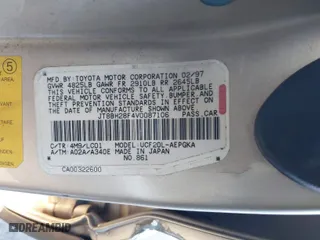 5
MFD. BY: TOYOTA MOTOR CORPORATION 02/97
GVWR 4825LB GAWR FR 2910LB RR 2645LB
THIS VEHICLE CONFORMS TO ALL APPLICABLE
FEDERAL MOTOR VEHICLE SAFETY, BUMPER, AND
THEFT PREVENTION STANDARDS IN EFFECT ON
THE DATE OF MANUFACTURE SHOWN ABOVE.
JT8BH28F4V0087106 PASS.CAR
C/TR: 4M9/LC01 MODEL: UCF20L-AEPGKA
A/TM: A02A/A340E MADE IN JAPAN
NO.861
CA00322600